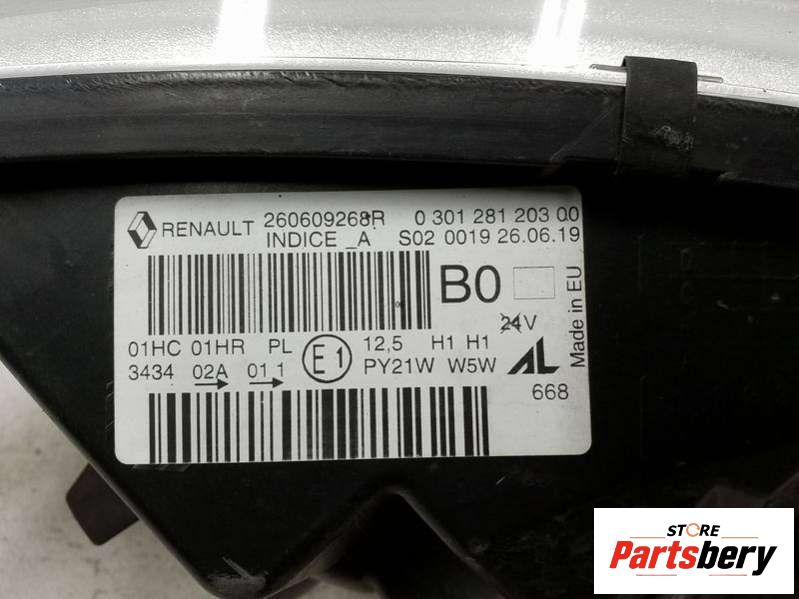 RENAULT 260609268R 0 301 281 203 00
INDICE _A S02 0019 26.06.19
B0
24V
Made in EU
01HC 01HR PL E1 12,5 H1 H1
3434 02A 01 1 PY21W W5W AL
668
STORE
Partsbery